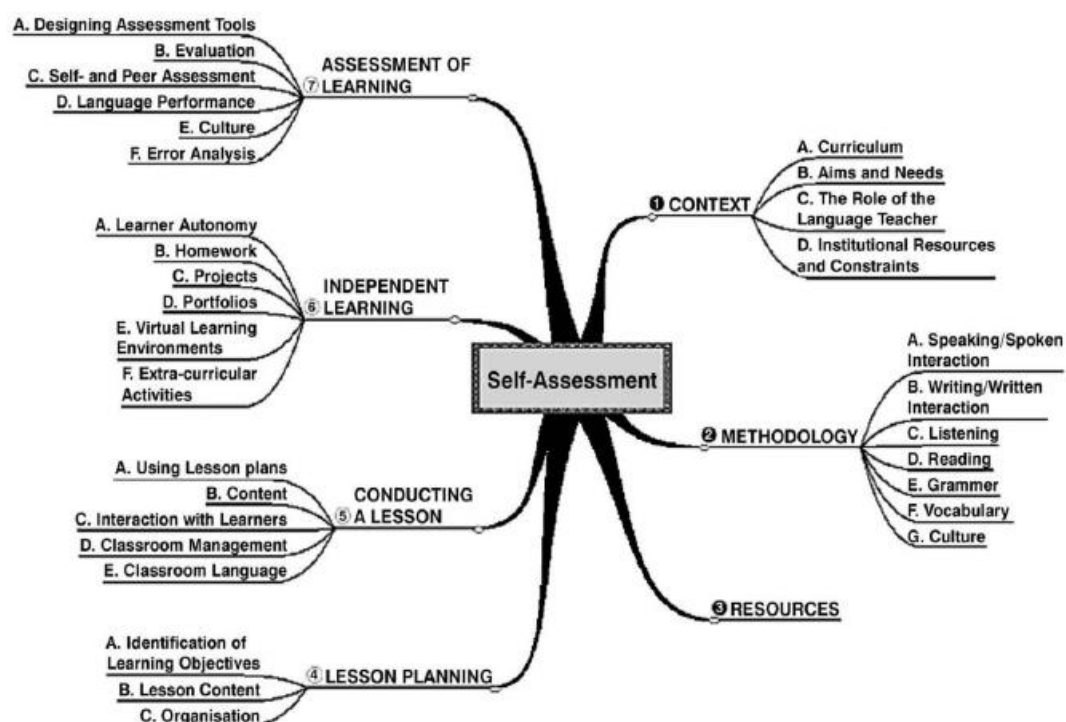 A. Designing Assessment Tools
B. Evaluation
C. Self- and Peer Assessment
D. Language Performance
E. Culture
F. Error Analysis
⑦ ASSESSMENT OF
LEARNING
A. Learner Autonomy
B. Homework
C. Projects
D. Portfolios
E. Virtual Learning
Environments
F. Extra-curricular
Activities
⑥ INDEPENDENT
LEARNING
A. Using Lesson plans
B. Content
C. Interaction with Learners
D. Classroom Management
E. Classroom Language
⑤ CONDUCTING
A LESSON
A. Identification of
Learning Objectives
B. Lesson Content
C. Organisation
④ LESSON PLANNING
Self-Assessment
❶ CONTEXT
A. Curriculum
B. Aims and Needs
C. The Role of the
Language Teacher
D. Institutional Resources
and Constraints
❷ METHODOLOGY
A. Speaking/Spoken
Interaction
B. Writing/Written
Interaction
C. Listening
D. Reading
E. Grammer
F. Vocabulary
G. Culture
❸ RESOURCES